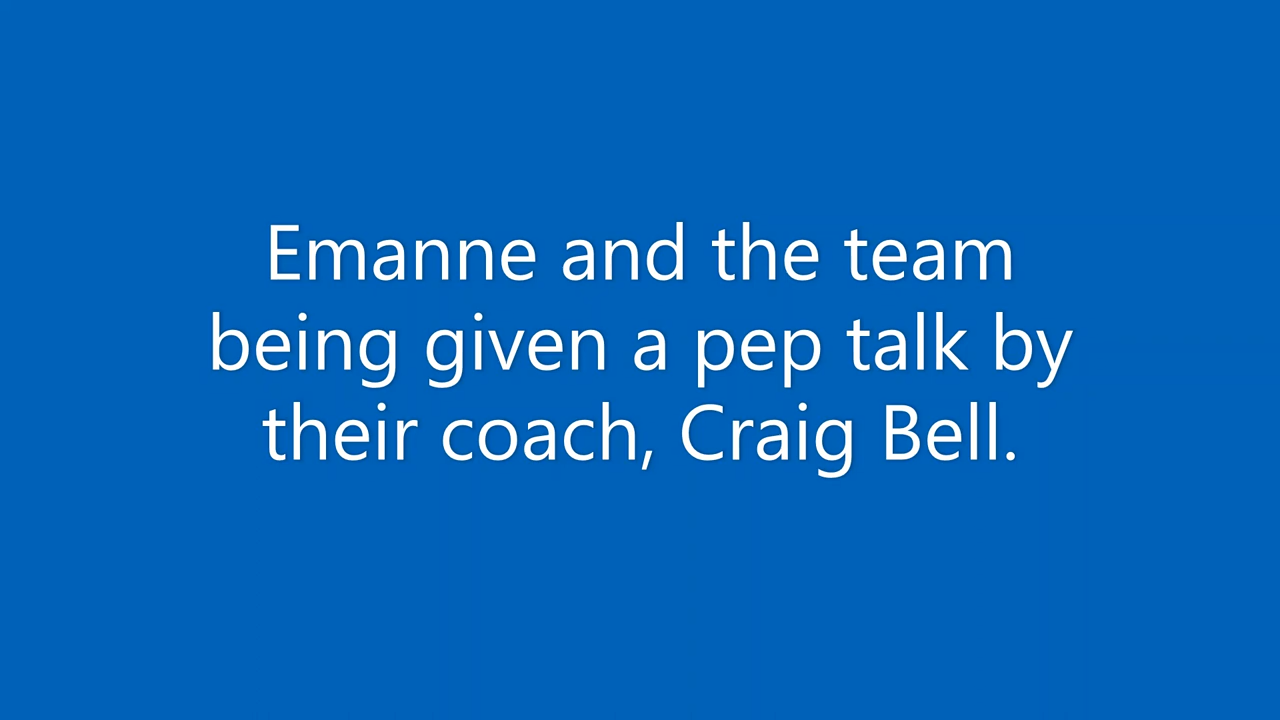 Emanne and the team
being given a pep talk by
their coach, Craig Bell.